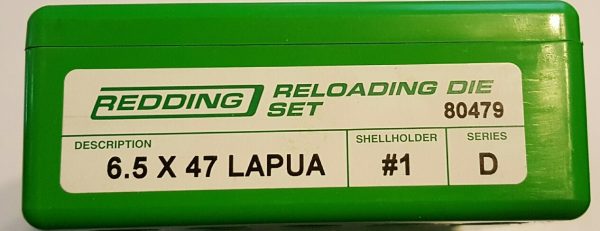 REDDING RELOADING DIE
SET 80479
DESCRIPTION SHELLHOLDER SERIES
6.5 X 47 LAPUA #1 D